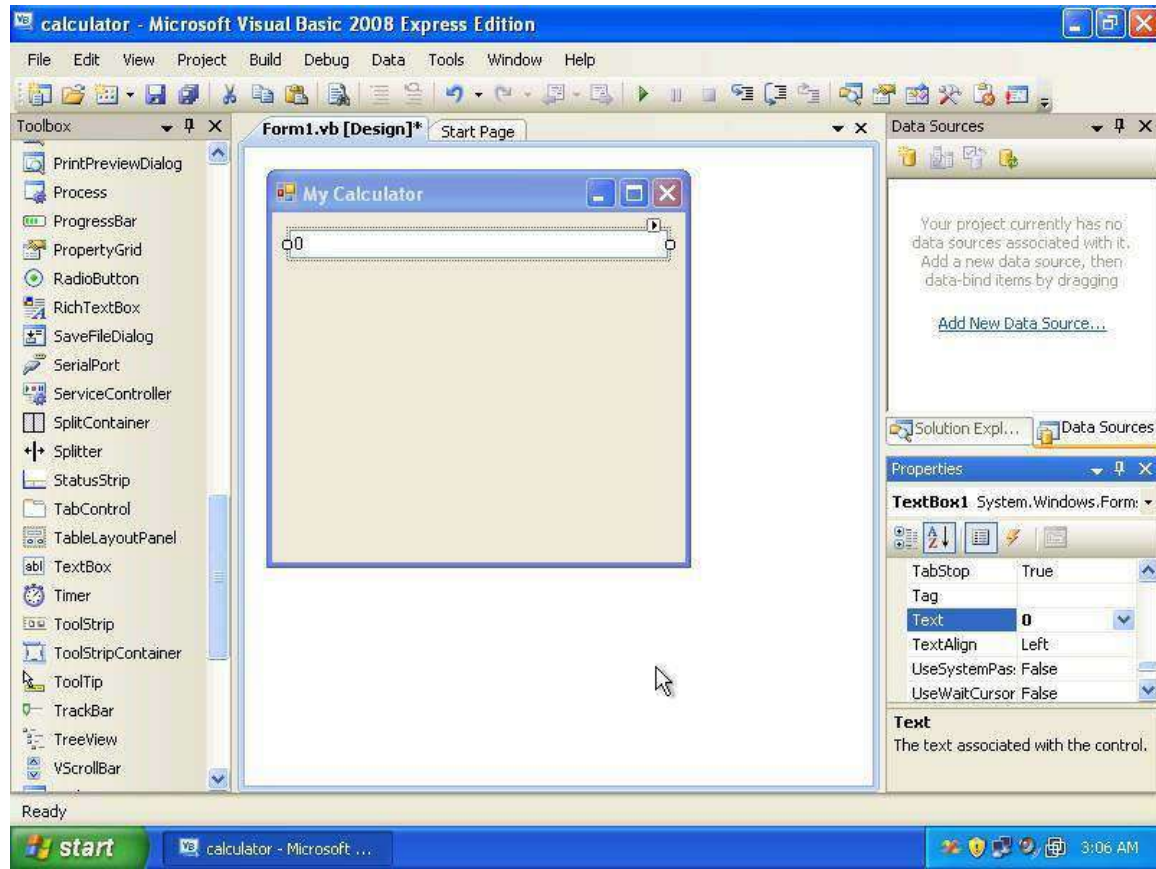 calculator - Microsoft Visual Basic 2008 Express Edition
File Edit View Project Build Debug Data Tools Window Help
Toolbox
PrintPreviewDialog
Process
ProgressBar
PropertyGrid
RadioButton
RichTextBox
SaveFileDialog
SerialPort
ServiceController
SplitContainer
Splitter
StatusStrip
TabControl
TableLayoutPanel
TextBox
Timer
ToolStrip
ToolStripContainer
ToolTip
TrackBar
TreeView
VScrollBar
Form1.vb [Design]* Start Page
My Calculator
0
Data Sources
Your project currently has no
data sources associated with it.
Add a new data source, then
data-bind items by dragging
Add New Data Source...
Solution Expl... Data Sources
Properties
TextBox1 System.Windows.Form:
TabStop True
Tag
Text 0
TextAlign Left
UseSystemPas: False
UseWaitCursor False
Text
The text associated with the control.
Ready
start calculator - Microsoft ... 3:06 AM